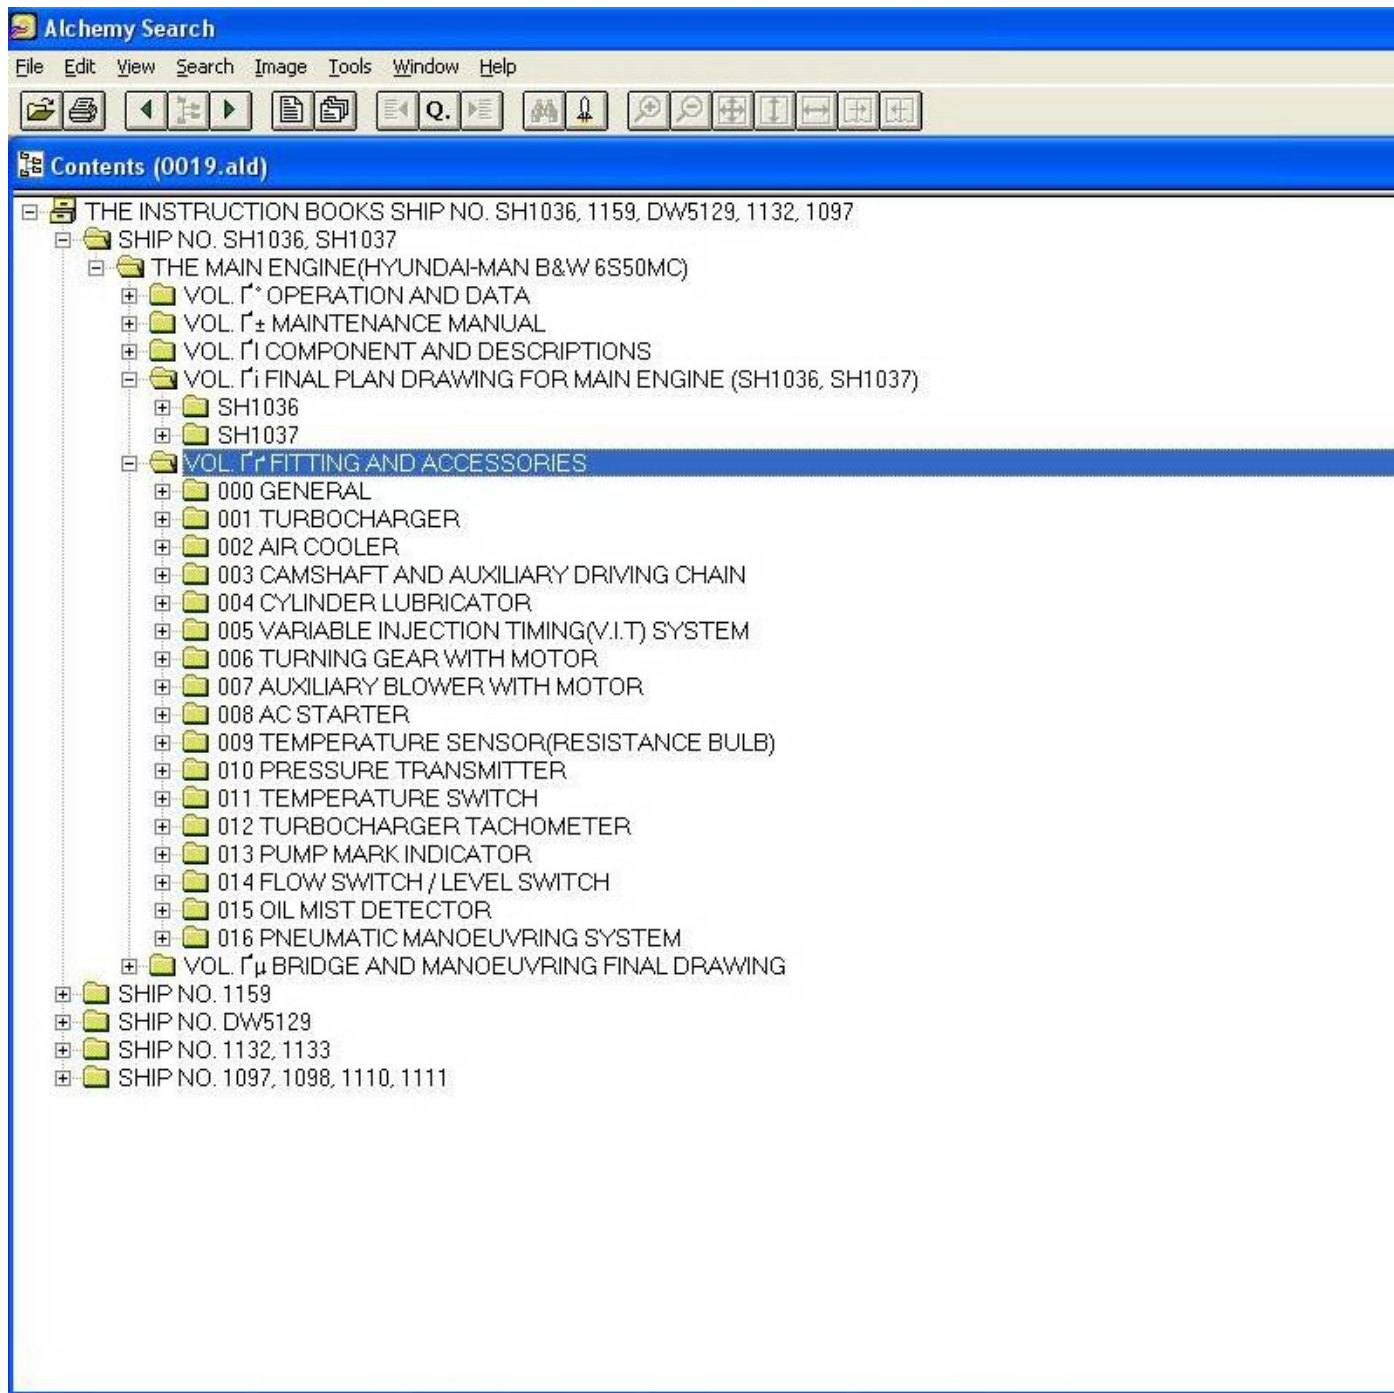 Alchemy Search
File Edit View Search Image Tools Window Help
Q.
Contents (0019.ald)
THE INSTRUCTION BOOKS SHIP NO. SH1036, 1159, DW5129, 1132, 1097
SHIP NO. SH1036, SH1037
THE MAIN ENGINE(HYUNDAI-MAN B&W 6S50MC)
VOL. Ґ° OPERATION AND DATA
VOL. Ґ± MAINTENANCE MANUAL
VOL. ҐІ COMPONENT AND DESCRIPTIONS
VOL. Ґі FINAL PLAN DRAWING FOR MAIN ENGINE (SH1036, SH1037)
SH1036
SH1037
VOL. Ґґ FITTING AND ACCESSORIES
000 GENERAL
001 TURBOCHARGER
002 AIR COOLER
003 CAMSHAFT AND AUXILIARY DRIVING CHAIN
004 CYLINDER LUBRICATOR
005 VARIABLE INJECTION TIMING(V.I.T) SYSTEM
006 TURNING GEAR WITH MOTOR
007 AUXILIARY BLOWER WITH MOTOR
008 AC STARTER
009 TEMPERATURE SENSOR(RESISTANCE BULB)
010 PRESSURE TRANSMITTER
011 TEMPERATURE SWITCH
012 TURBOCHARGER TACHOMETER
013 PUMP MARK INDICATOR
014 FLOW SWITCH / LEVEL SWITCH
015 OIL MIST DETECTOR
016 PNEUMATIC MANOEUVRING SYSTEM
VOL. Ґµ BRIDGE AND MANOEUVRING FINAL DRAWING
SHIP NO. 1159
SHIP NO. DW5129
SHIP NO. 1132, 1133
SHIP NO. 1097, 1098, 1110, 1111